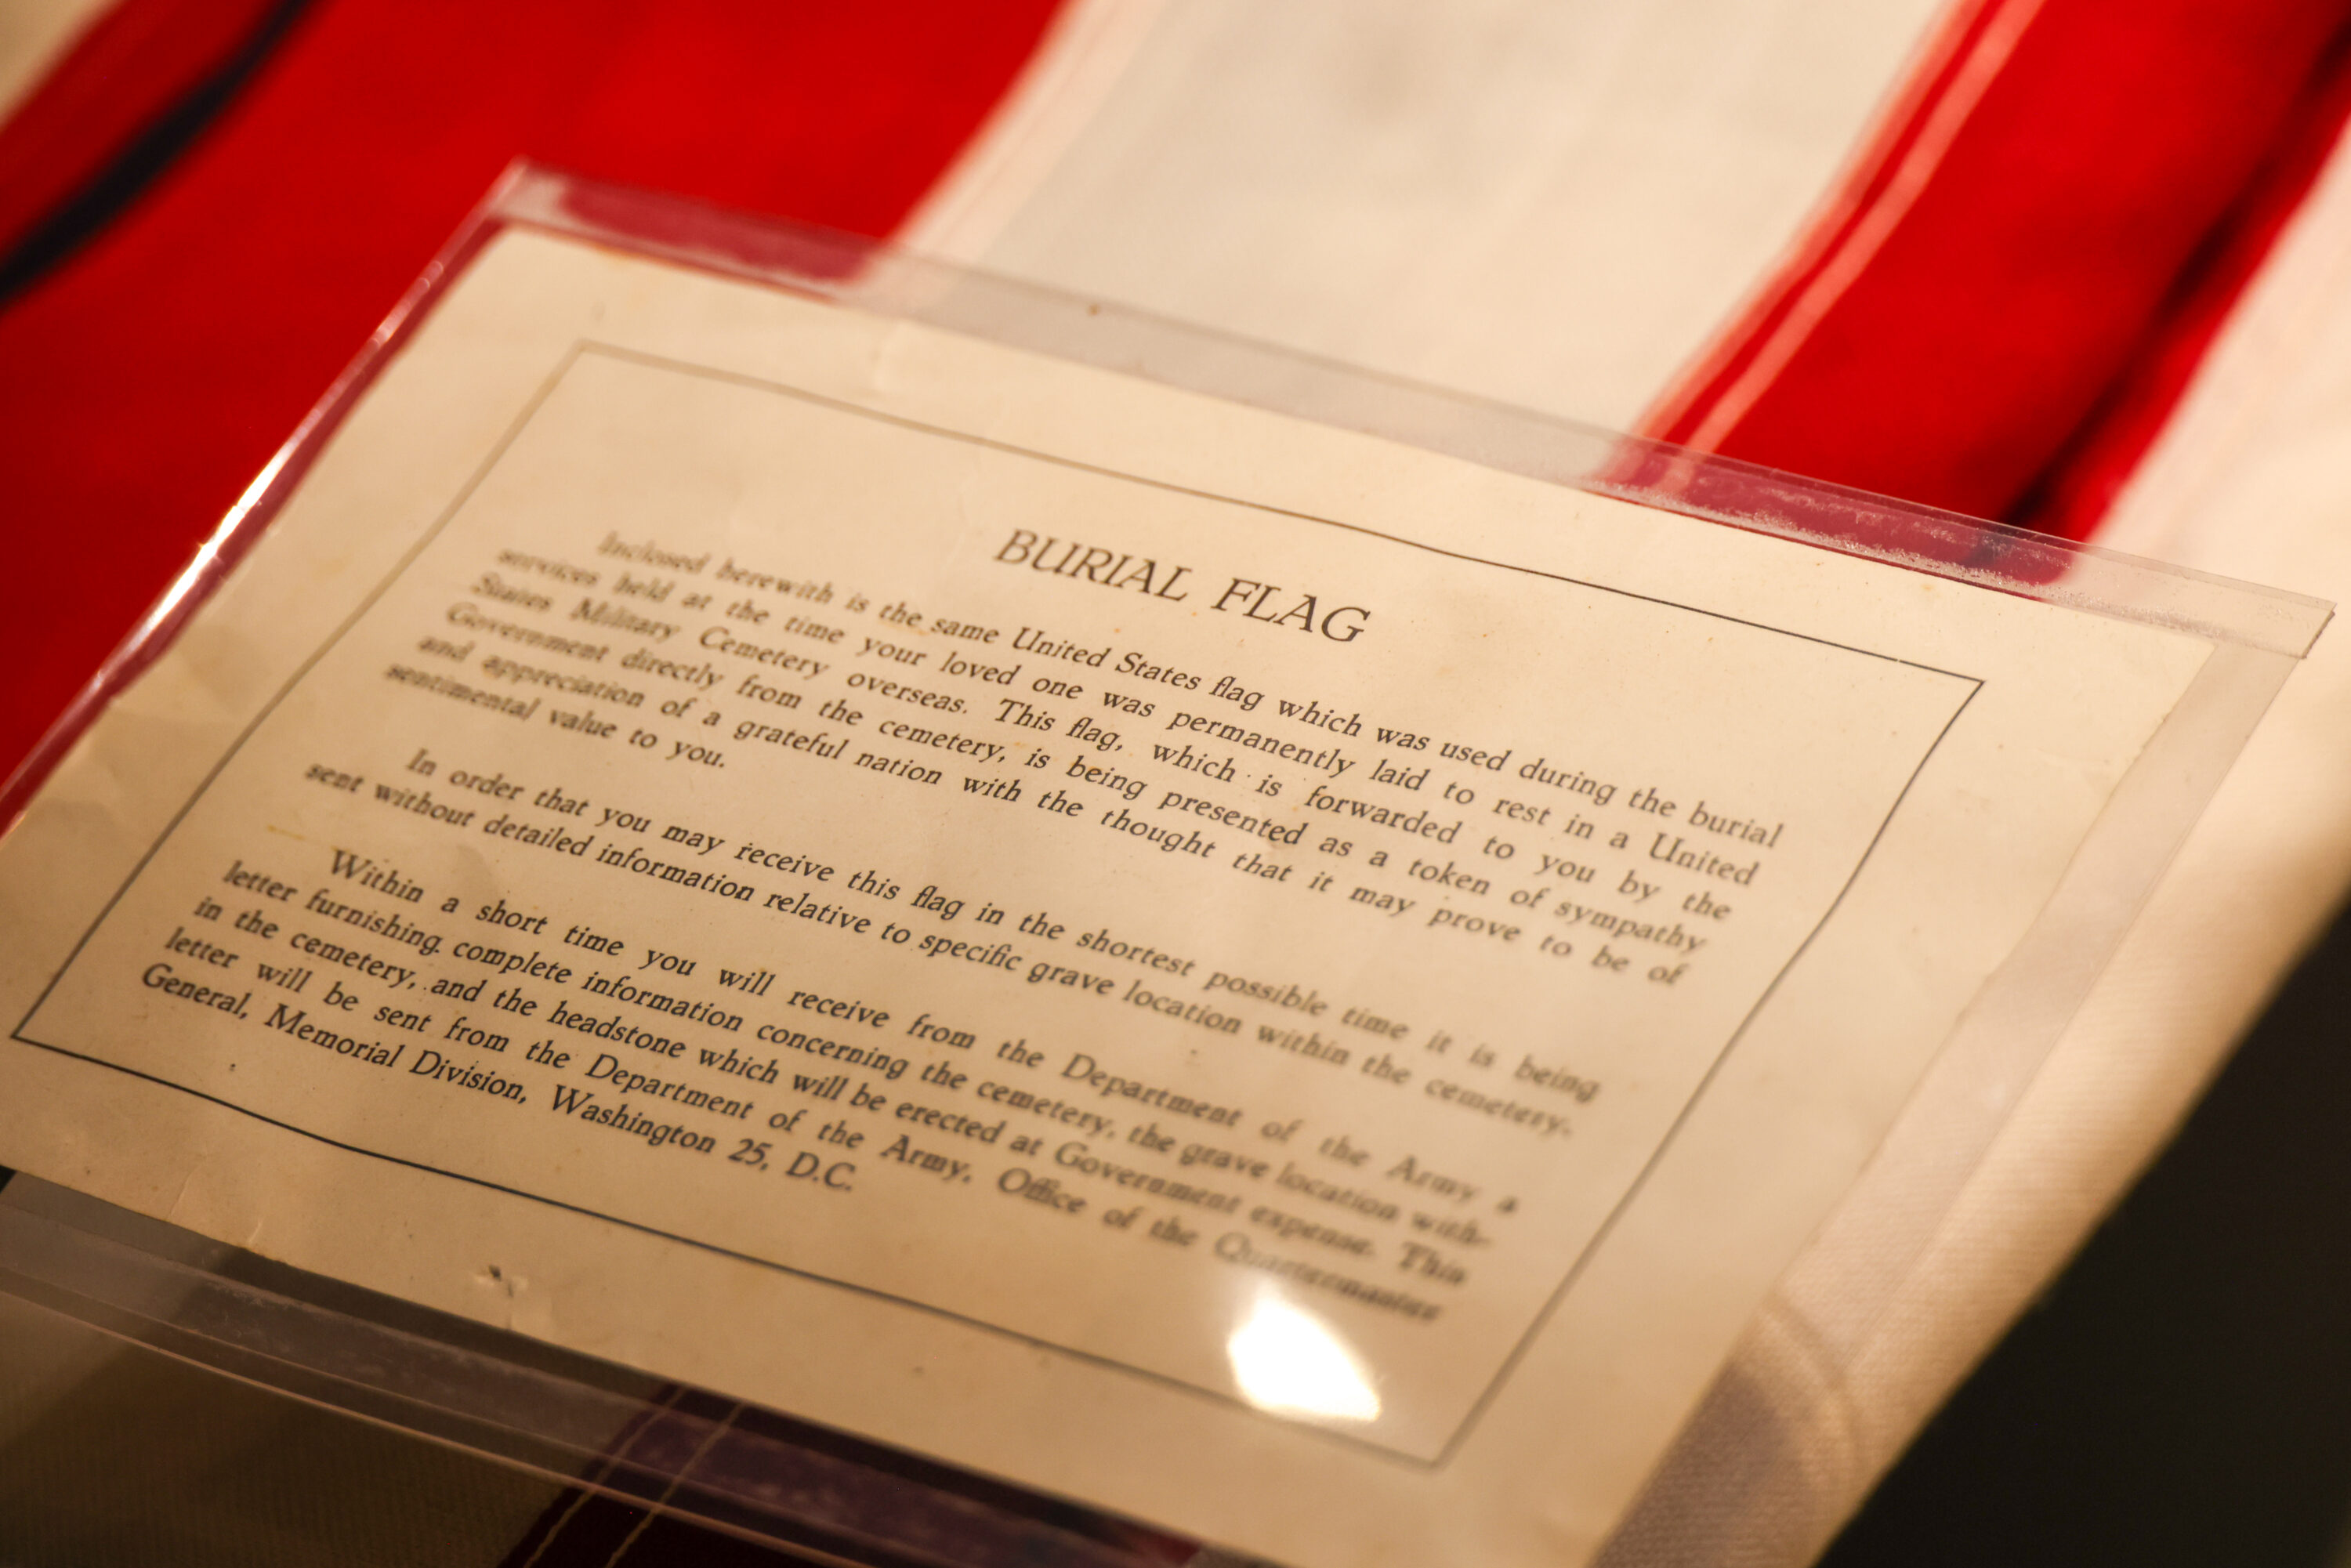 BURIAL FLAG
Inclosed herewith is the same United States flag which was used during the burial
services held at the time your loved one was permanently laid to rest in a United
States Military Cemetery overseas. This flag, which is forwarded to you by the
Government directly from the cemetery, is being presented as a token of sympathy
and appreciation of a grateful nation with the thought that it may prove to be of
sentimental value to you.
In order that you may receive this flag in the shortest possible time it is being
sent without detailed information relative to specific grave location within the cemetery.
Within a short time you will receive from the Department of the Army a
letter furnishing complete information concerning the cemetery, the grave location with-
in the cemetery, and the headstone which will be erected at Government expense. This
letter will be sent from the Department of the Army, Office of the Quartermaster
General, Memorial Division, Washington 25, D.C.